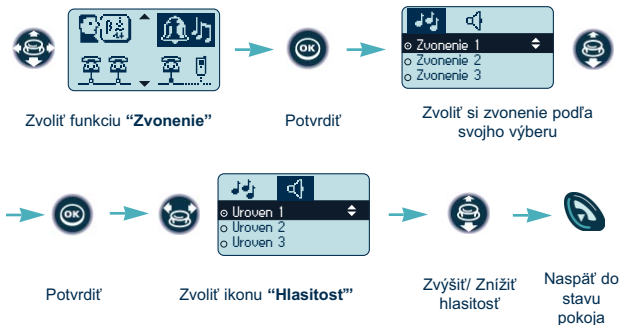 OK
Zvonenie 1
Zvonenie 2
Zvonenie 3
Zvoliť funkciu “Zvonenie”
Potvrdiť
Zvoliť si zvonenie podľa
svojho výberu
OK
Uroven 1
Uroven 2
Uroven 3
Potvrdiť
Zvoliť ikonu “Hlasitosť”
Zvýšiť/ Znížiť
hlasitosť
Naspäť do
stavu
pokoja